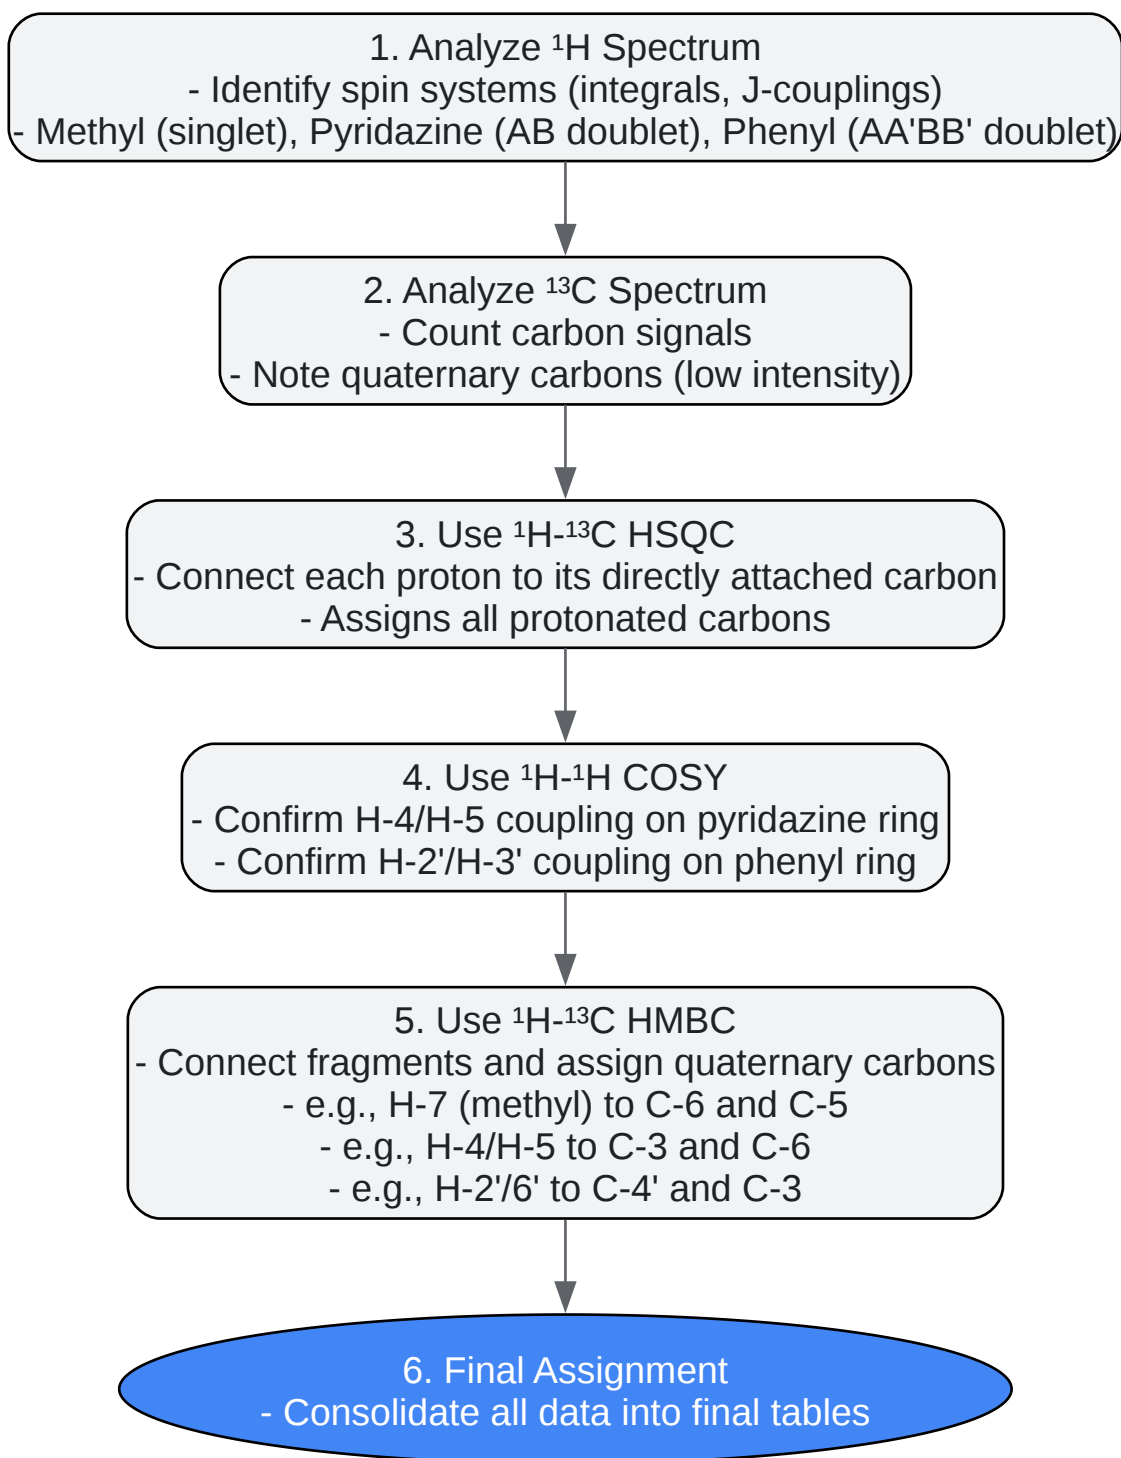 1. Analyze ¹H Spectrum
- Identify spin systems (integrals, J-couplings)
- Methyl (singlet), Pyridazine (AB doublet), Phenyl (AA'BB' doublet)
2. Analyze ¹³C Spectrum
- Count carbon signals
- Note quaternary carbons (low intensity)
3. Use ¹H-¹³C HSQC
- Connect each proton to its directly attached carbon
- Assigns all protonated carbons
4. Use ¹H-¹H COSY
- Confirm H-4/H-5 coupling on pyridazine ring
- Confirm H-2'/H-3' coupling on phenyl ring
5. Use ¹H-¹³C HMBC
- Connect fragments and assign quaternary carbons
- e.g., H-7 (methyl) to C-6 and C-5
- e.g., H-4/H-5 to C-3 and C-6
- e.g., H-2'/6' to C-4' and C-3
6. Final Assignment
- Consolidate all data into final tables